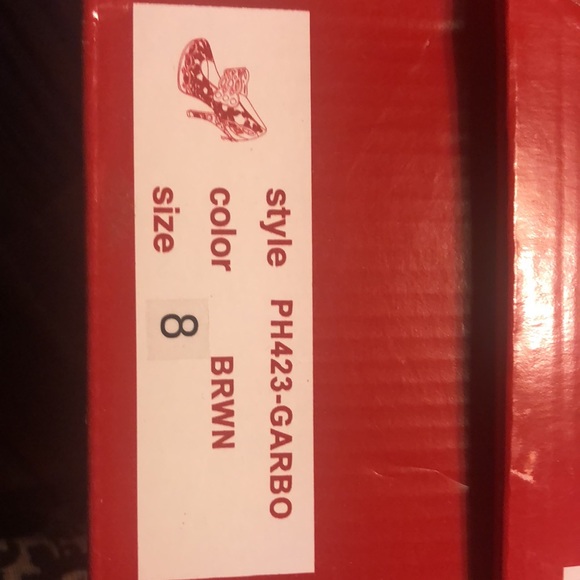 style PH423-GARBO
color BRWN
size 8